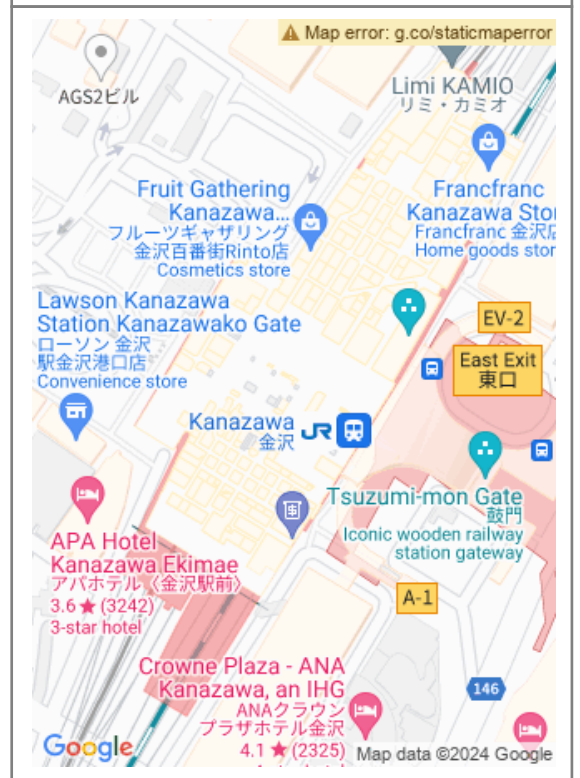 Map error: g.co/staticmaperror
AGS2ビル
Limi KAMIO
リミ・カミオ
Fruit Gathering
Kanazawa...
フルーツギャザリング
金沢百番街Rinto店
Cosmetics store
Francfranc
Kanazawa Sto
Francfranc 金沢店
Home goods stor
Lawson Kanazawa
Station Kanazawako Gate
ローソン 金沢
駅金沢港口店
Convenience store
EV-2
East Exit
東口
Kanazawa
金沢
JR
Tsuzumi-mon Gate
鼓門
Iconic wooden railway
station gateway
APA Hotel
Kanazawa Ekimae
アパホテル〈金沢駅前〉
3.6 ★ (3242)
3-star hotel
A-1
Crowne Plaza - ANA
Kanazawa, an IHG
ANAクラウン
プラザホテル金沢
4.1 ★ (2325)
146
Google
Map data ©2024 Google